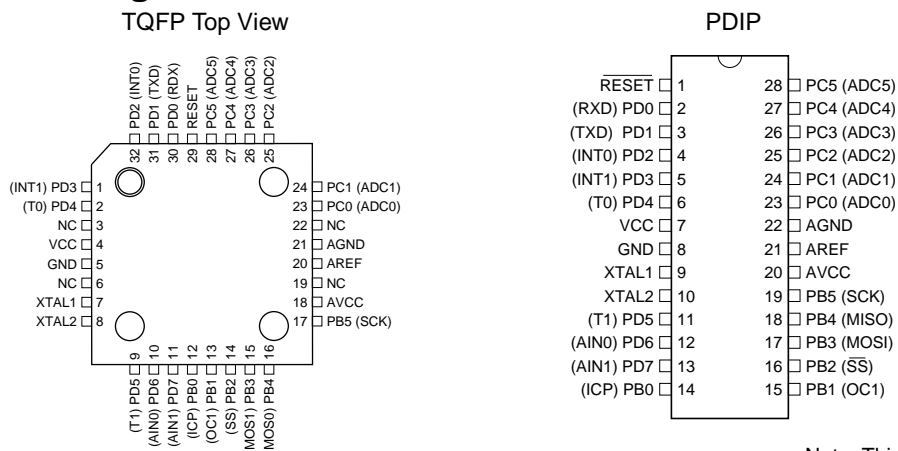 TQFP Top View
32 PD2 (INT0)
31 PD1 (TXD)
30 PD0 (RDX)
29 RESET
28 PC5 (ADC5)
27 PC4 (ADC4)
26 PC3 (ADC3)
25 PC2 (ADC2)
(INT1) PD3 1
(T0) PD4 2
NC 3
VCC 4
GND 5
NC 6
XTAL1 7
XTAL2 8
24 PC1 (ADC1)
23 PC0 (ADC0)
22 NC
21 AGND
20 AREF
19 NC
18 AVCC
17 PB5 (SCK)
(T1) PD5 9
(AIN0) PD6 10
(AIN1) PD7 11
(ICP) PB0 12
(OC1) PB1 13
(SS) PB2 14
MOS1) PB3 15
MOS0) PB4 16
PDIP
RESET 1
(RXD) PD0 2
(TXD) PD1 3
(INT0) PD2 4
(INT1) PD3 5
(T0) PD4 6
VCC 7
GND 8
XTAL1 9
XTAL2 10
(T1) PD5 11
(AIN0) PD6 12
(AIN1) PD7 13
(ICP) PB0 14
28 PC5 (ADC5)
27 PC4 (ADC4)
26 PC3 (ADC3)
25 PC2 (ADC2)
24 PC1 (ADC1)
23 PC0 (ADC0)
22 AGND
21 AREF
20 AVCC
19 PB5 (SCK)
18 PB4 (MISO)
17 PB3 (MOSI)
16 PB2 (SS)
15 PB1 (OC1)